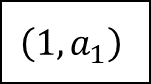 (1, a₁)